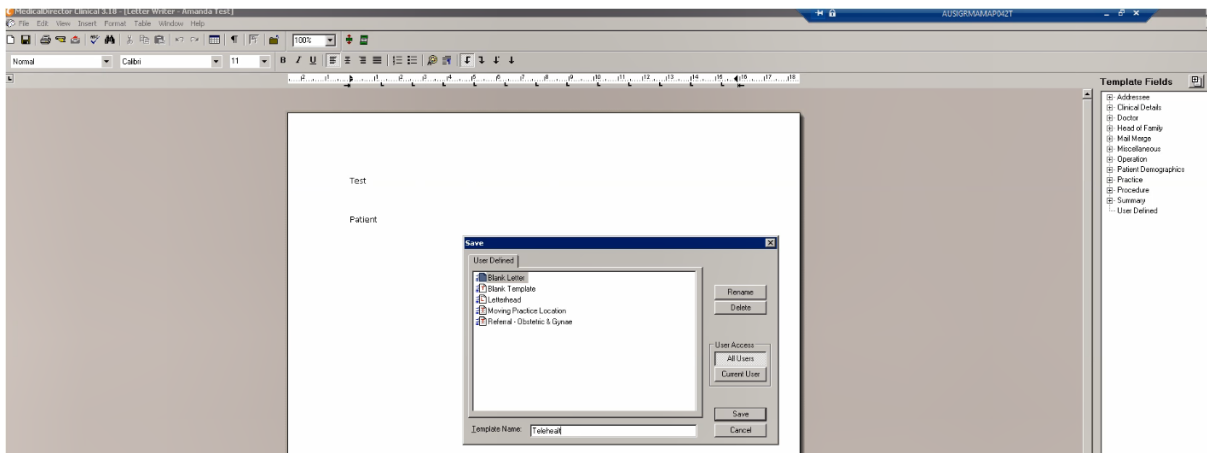 MedicalDirector Clinical 3.18 - [Letter Writer - Amanda Test]
AUSIGRMAMAP04ZT
File Edit View Insert Format Table Window Help
100%
Normal Calibri 11 B I U
Template Fields
Addressee
Clinical Details
Doctor
Head of Family
Mail Merge
Miscellaneous
Operation
Patient Demographics
Practice
Procedure
Summary
User Defined
Test
Patient
Save
User Defined
Blank Letter
Blank Template
Letterhead
Moving Practice Location
Referral - Obstetric & Gynae
Rename
Delete
User Access
All Users
Current User
Save
Template Name: Telehealt
Cancel